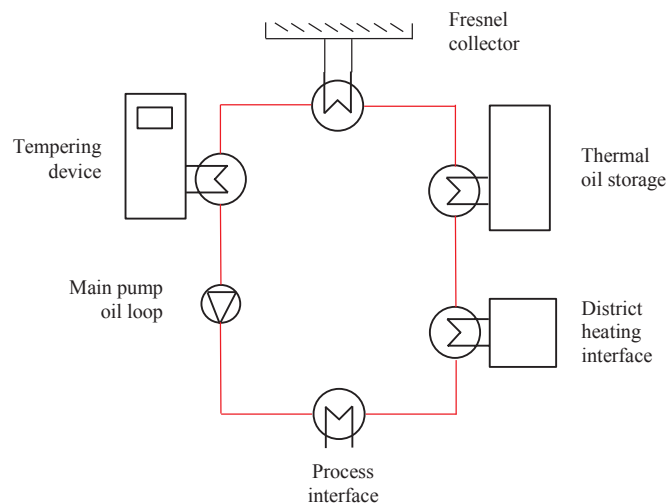 Fresnel
collector
Tempering
device
Thermal
oil storage
Main pump
oil loop
District
heating
interface
Process
interface